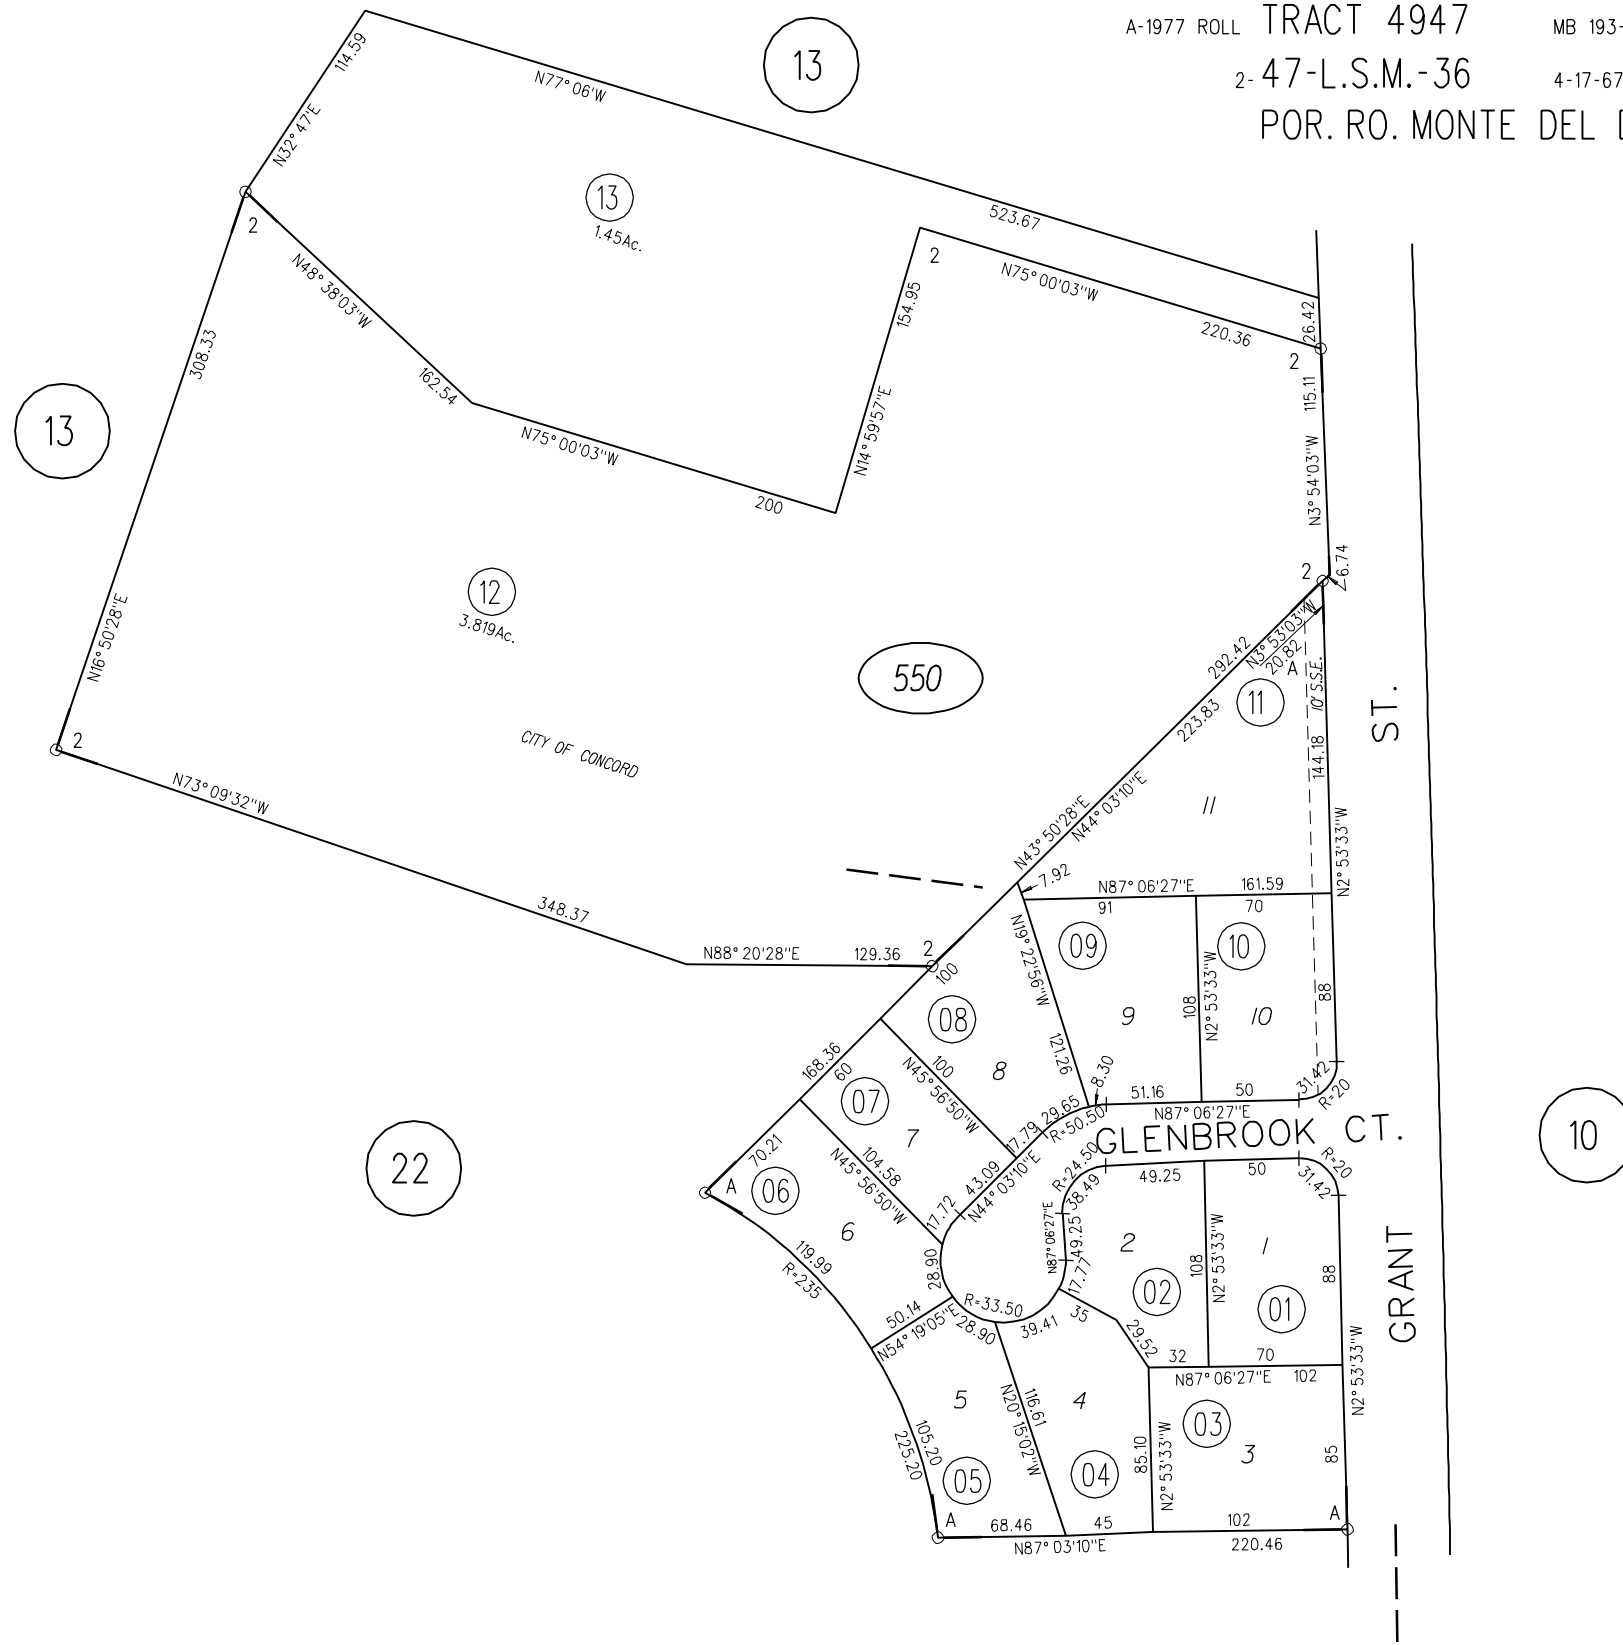 A-1977 ROLL TRACT 4947 MB 193-
2- 47-L.S.M.-36 4-17-67
POR. RO. MONTE DEL
13
114.59
N77°06'W
N32°47'E
13
1.45Ac.
523.67
2
2
N48°38'03"W
N75°00'03"W
154.95
220.36
26.42
2
308.33
162.54
115.11
13
N75°00'03"W
N14°59'57"E
N3°54'03"W
200
6.74
2
12
3.819Ac.
N16°50'28"E
N3°53'03"W
20.82
292.42
A
10' S.S.E.
550
11
223.83
ST.
2
CITY OF CONCORD
144.18
N73°09'32"W
11
N43°50'28"E
N44°03'10"E
N2°53'33"W
7.92
N87°06'27"E
161.59
348.37
91
70
N88°20'28"E
129.36
2
100
N19°22'56"W
09
10
88
08
108
N2°53'33"W
9
10
168.36
60
100
N45°56'50"W
8
121.26
8.30
31.42
R=20
07
51.16
50
29.65
R=50.50
N87°06'27"E
17.79
GLENBROOK CT.
10
22
70.21
7
104.58
N45°56'50"W
43.09
N44°03'10"E
R=24.50
38.49
49.25
50
R=20
31.42
A
06
17.72
6
N87°06'27"E
49.25
2
1
119.99
R=235
28.90
17.77
108
N2°53'33"W
88
02
01
GRANT
50.14
N54°19'05"E
R=33.50
28.90
39.41
35
29.52
32
70
N87°06'27"E
102
N2°53'33"W
5
N20°15'02"W
116.61
4
03
3
105.20
225.20
85.10
N2°53'33"W
85
05
04
A
68.46
45
102
A
N87°03'10"E
220.46